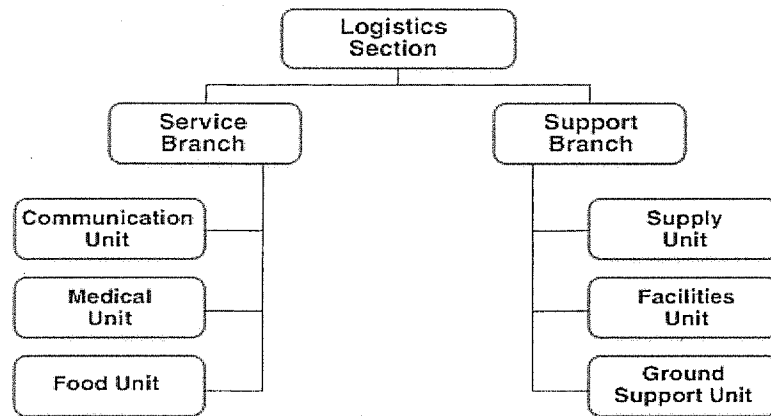 Logistics
Section
Service
Branch
Support
Branch
Communication
Unit
Medical
Unit
Food Unit
Supply
Unit
Facilities
Unit
Ground
Support Unit